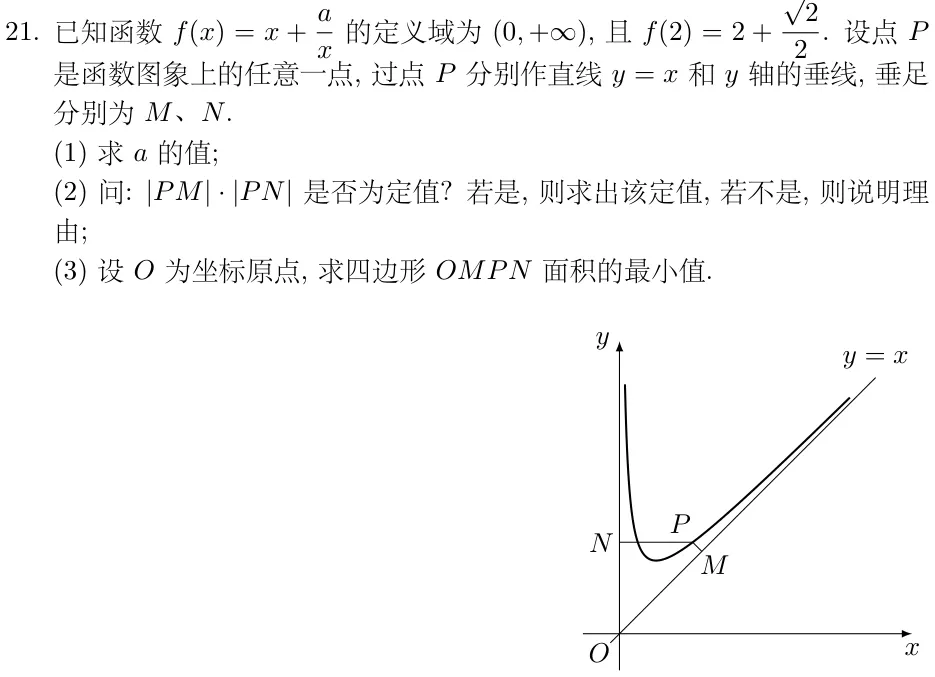 21. 已知函数 f(x) = x + a/x 的定义域为 (0, +∞), 且 f(2) = 2 + √2/2. 设点 P
是函数图象上的任意一点, 过点 P 分别作直线 y = x 和 y 轴的垂线, 垂足
分别为 M、N.
(1) 求 a 的值;
(2) 问: |PM| · |PN| 是否为定值? 若是, 则求出该定值, 若不是, 则说明理
由;
(3) 设 O 为坐标原点, 求四边形 OMPN 面积的最小值.
y
y = x
P
N
M
O
x